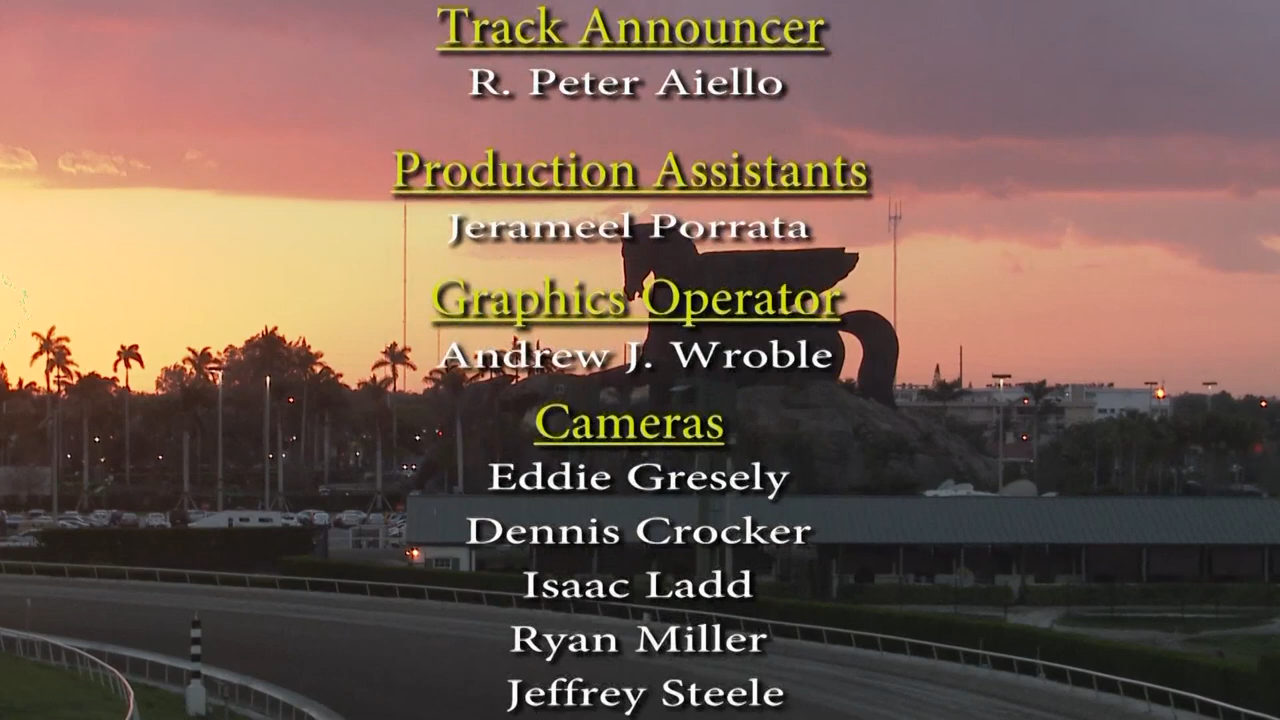 Track Announcer
R. Peter Aiello
Production Assistants
Jerameel Porrata
Graphics Operator
Andrew J. Wroble
Cameras
Eddie Gresely
Dennis Crocker
Isaac Ladd
Ryan Miller
Jeffrey Steele